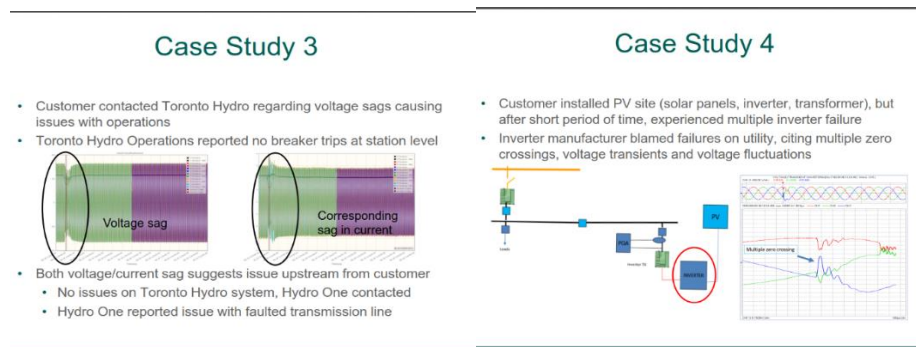 Case Study 3
• Customer contacted Toronto Hydro regarding voltage sags causing
issues with operations
• Toronto Hydro Operations reported no breaker trips at station level
Voltage sag
Corresponding
sag in current
• Both voltage/current sag suggests issue upstream from customer
• No issues on Toronto Hydro system, Hydro One contacted
• Hydro One reported issue with faulted transmission line
Case Study 4
• Customer installed PV site (solar panels, inverter, transformer), but
after short period of time, experienced multiple inverter failure
• Inverter manufacturer blamed failures on utility, citing multiple zero
crossings, voltage transients and voltage fluctuations
Loads
PQA
Inverter TX
INVERTER
PV
Multiple zero crossing